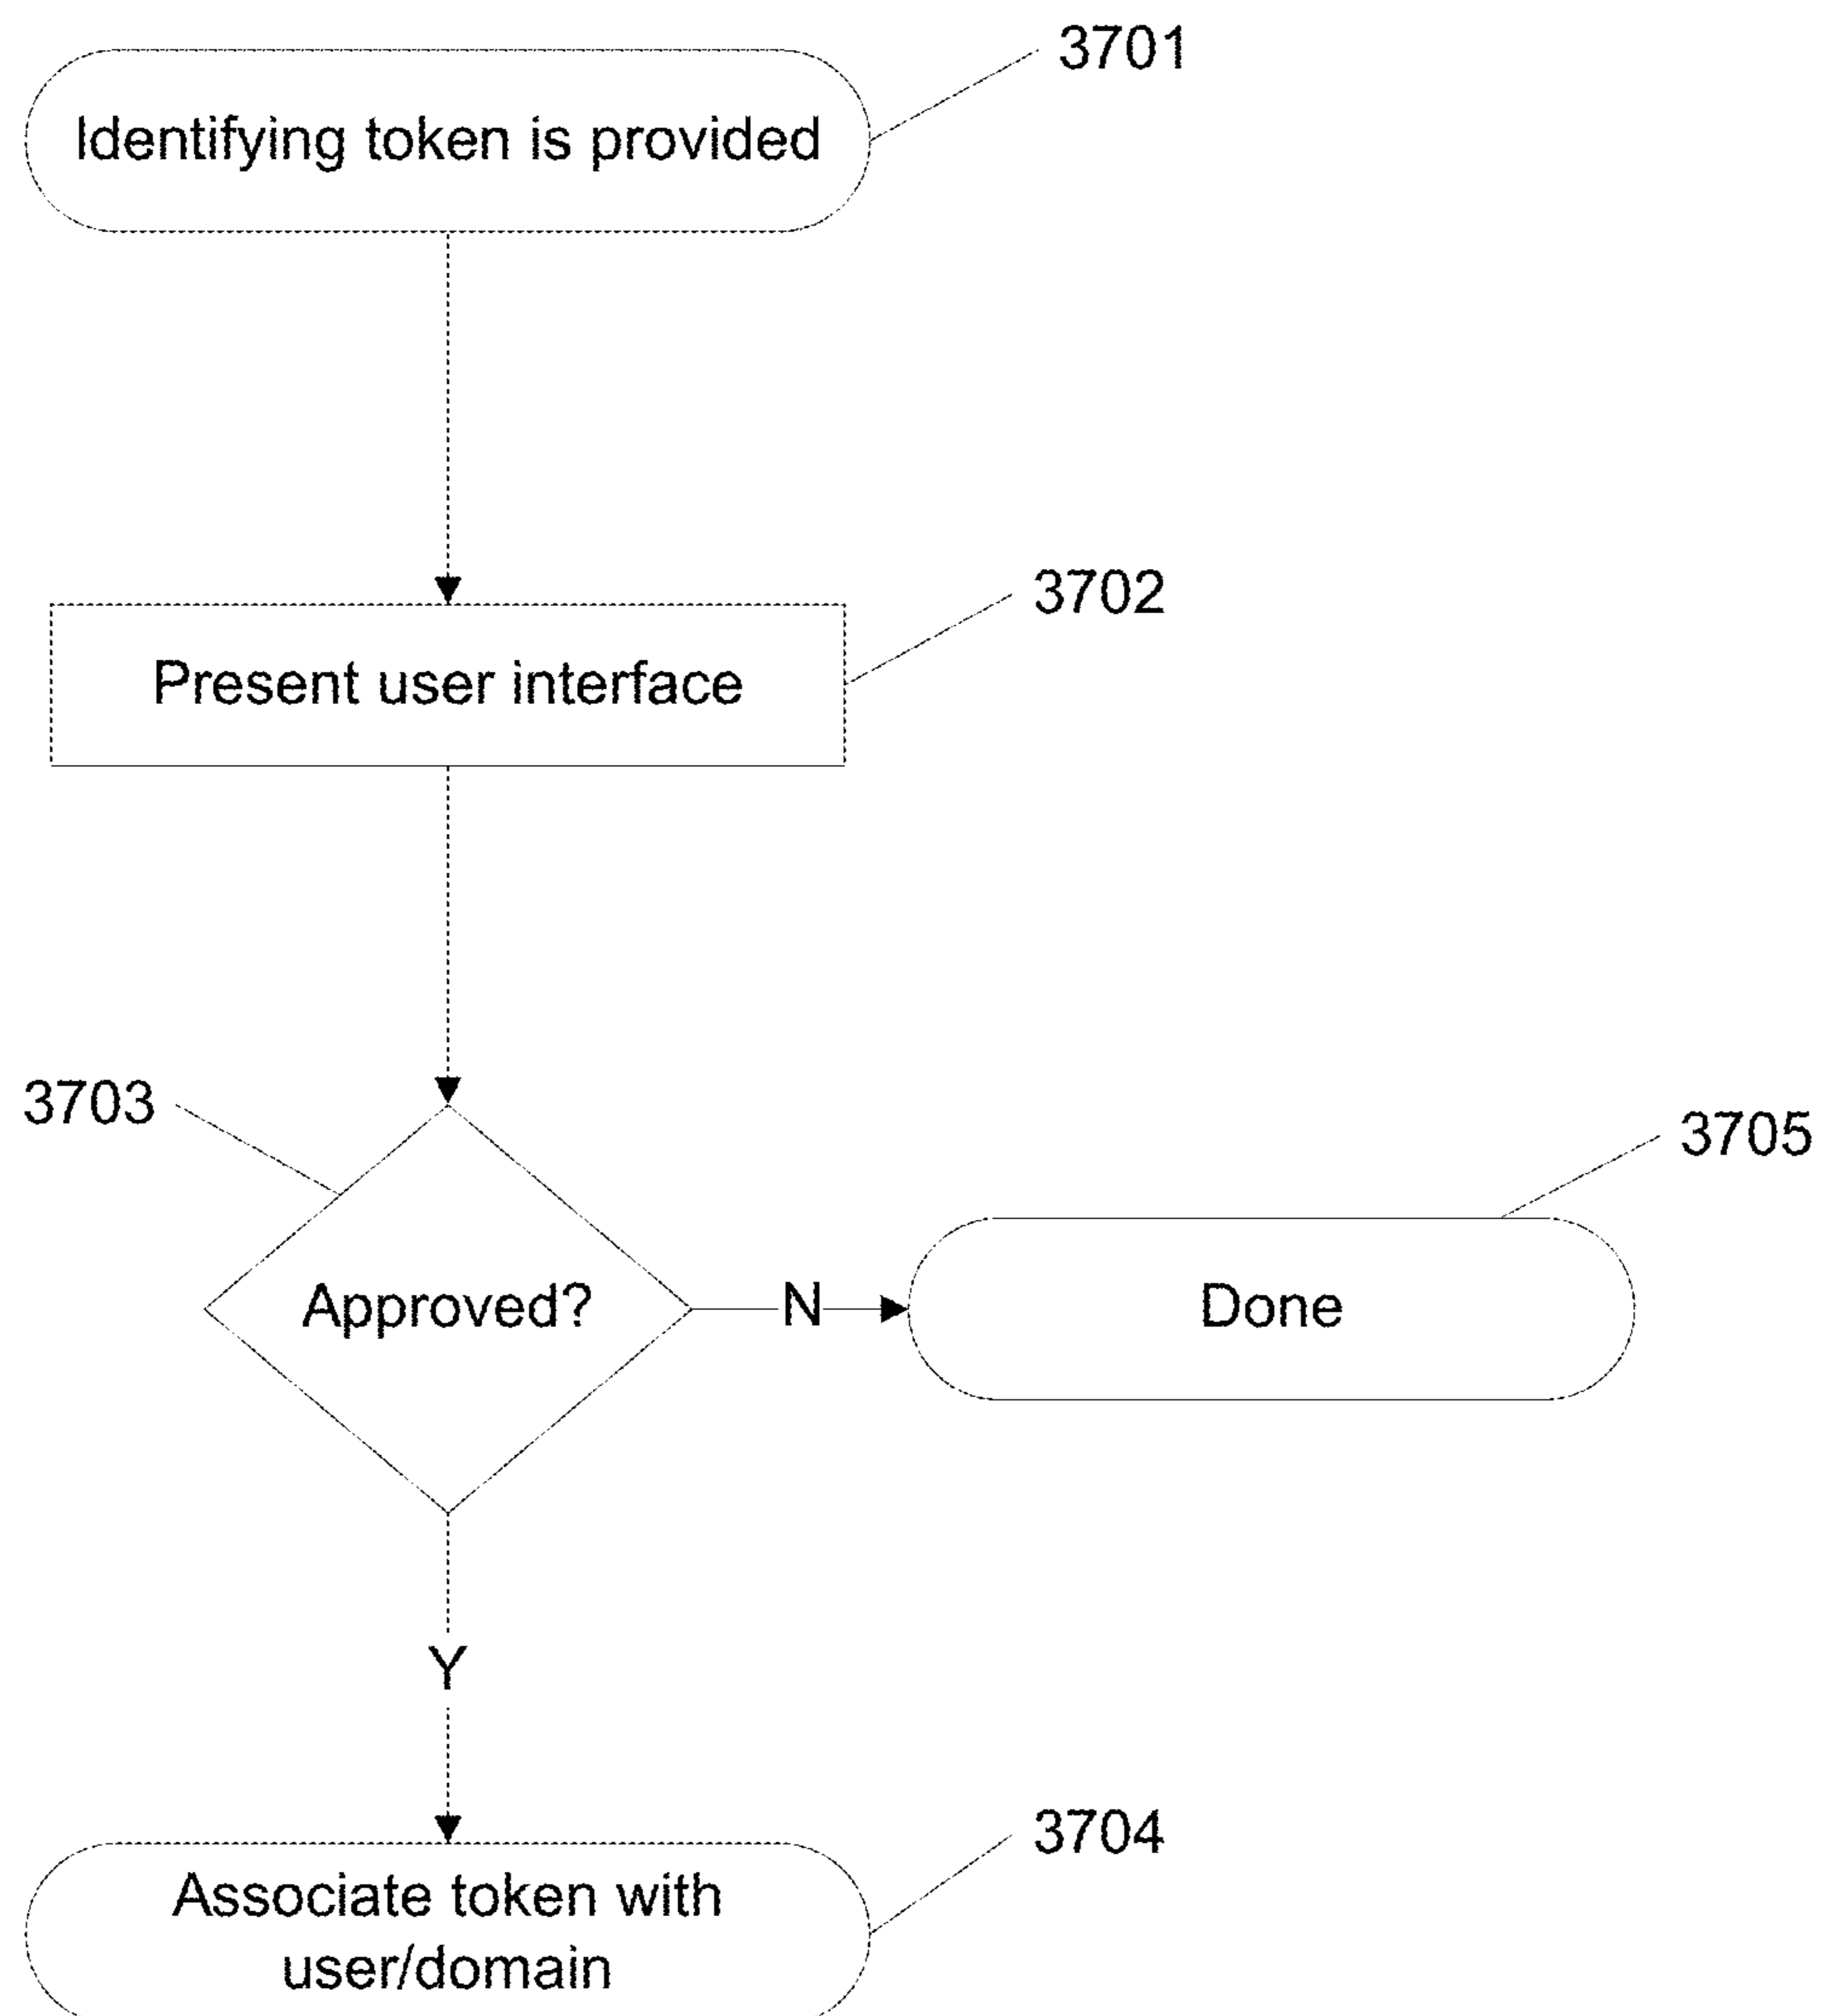 3701
Identifying token is provided
3702
Present user interface
3703
3705
Approved?
N
Done
Y
3704
Associate token with
user/domain